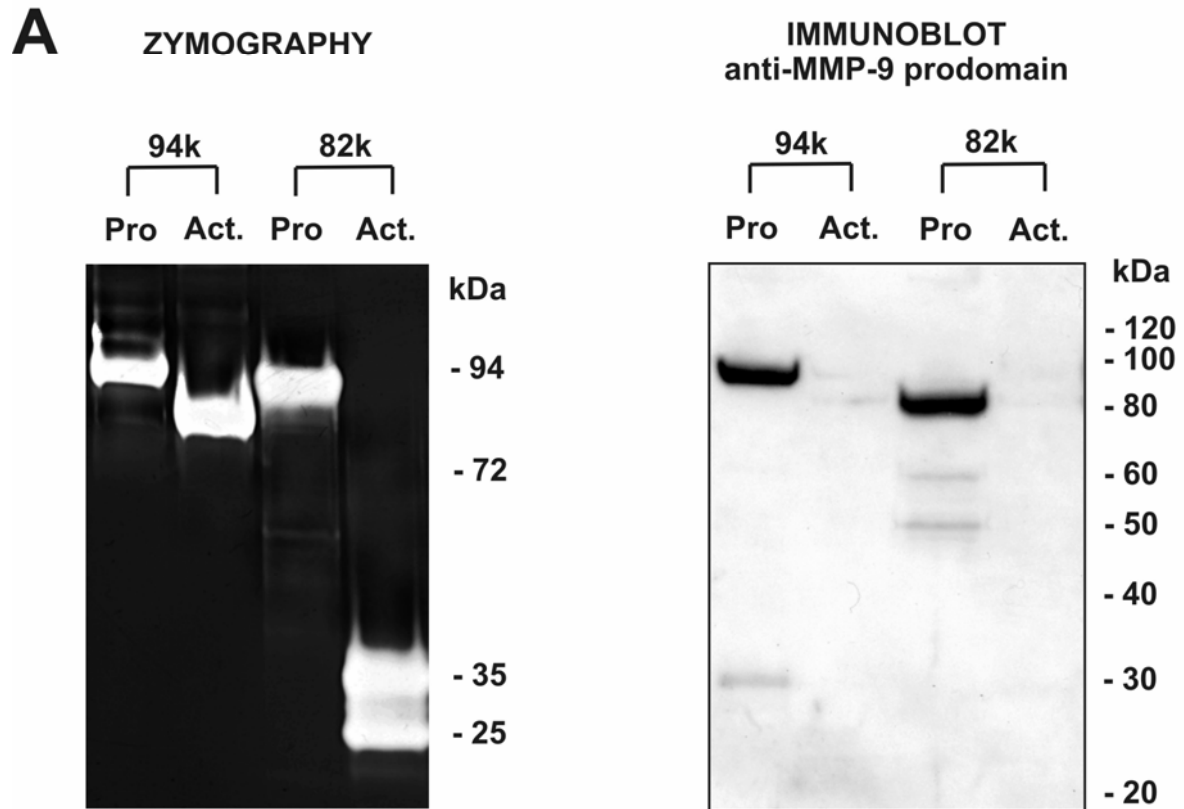 A
ZYMOGRAPHY
94k 82k
Pro Act. Pro Act.
kDa
- 94
- 72
- 35
- 25
IMMUNOBLOT
anti-MMP-9 prodomain
94k 82k
Pro Act. Pro Act.
kDa
- 120
- 100
- 80
- 60
- 50
- 40
- 30
- 20